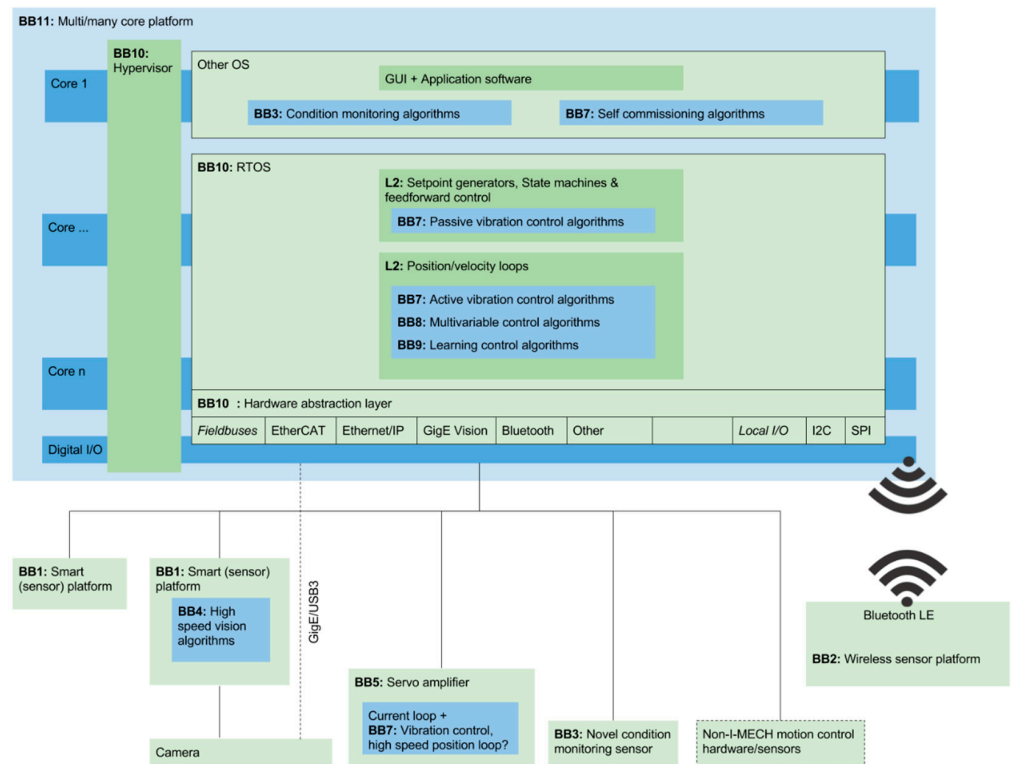 BB11: Multi/many core platform
BB10:
Hypervisor
Core 1
Other OS
GUI + Application software
BB3: Condition monitoring algorithms
BB7: Self commissioning algorithms
BB10: RTOS
L2: Setpoint generators, State machines &
feedforward control
BB7: Passive vibration control algorithms
Core ...
L2: Position/velocity loops
BB7: Active vibration control algorithms
BB8: Multivariable control algorithms
BB9: Learning control algorithms
Core n
BB10 : Hardware abstraction layer
Fieldbuses
EtherCAT
Ethernet/IP
GigE Vision
Bluetooth
Other
Local I/O
I2C
SPI
Digital I/O
BB1: Smart
(sensor) platform
BB1: Smart (sensor)
platform
BB4: High
speed vision
algorithms
GigE/USB3
Camera
BB5: Servo amplifier
Current loop +
BB7: Vibration control,
high speed position loop?
BB3: Novel condition
monitoring sensor
Non-I-MECH motion control
hardware/sensors
Bluetooth LE
BB2: Wireless sensor platform